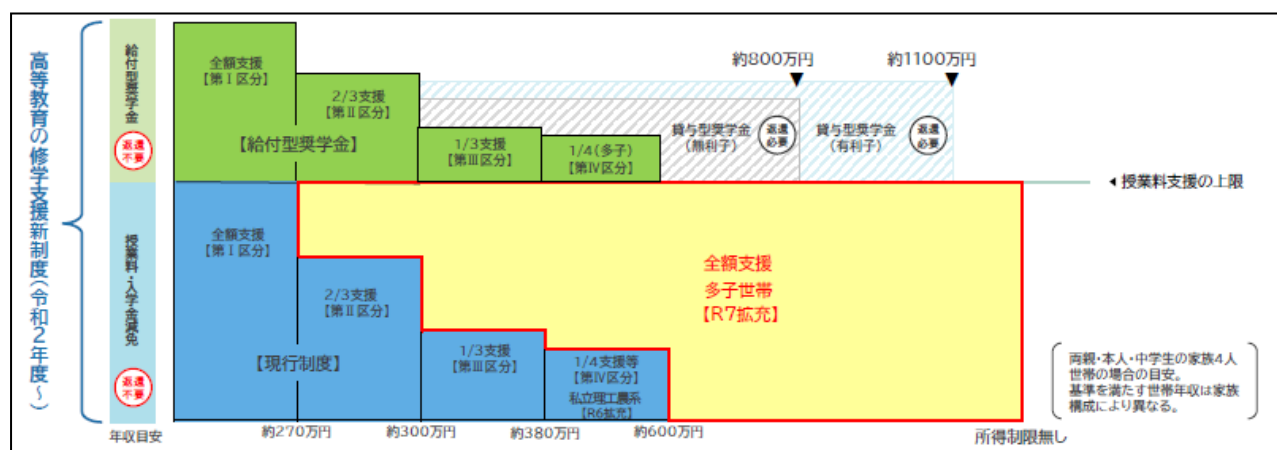 高等教育の修学支援新制度(令和2年度~)
給付型奨学金
返還
不要
授業料・入学金減免
返還
不要
年収目安
全額支援
【第Ⅰ区分】
2/3支援
【第Ⅱ区分】
【給付型奨学金】
1/3支援
【第Ⅲ区分】
1/4(多子)
【第Ⅳ区分】
約800万円
約1100万円
貸与型奨学金
(無利子)
返還
必要
貸与型奨学金
(有利子)
返還
必要
授業料支援の上限
全額支援
【第Ⅰ区分】
2/3支援
【第Ⅱ区分】
【現行制度】
1/3支援
【第Ⅲ区分】
1/4支援等
【第Ⅳ区分】
私立理工農系
【R6拡充】
全額支援
多子世帯
【R7拡充】
両親・本人・中学生の家族4人
世帯の場合の目安。
基準を満たす世帯年収は家族
構成により異なる。
約270万円
約300万円
約380万円
約600万円
所得制限無し